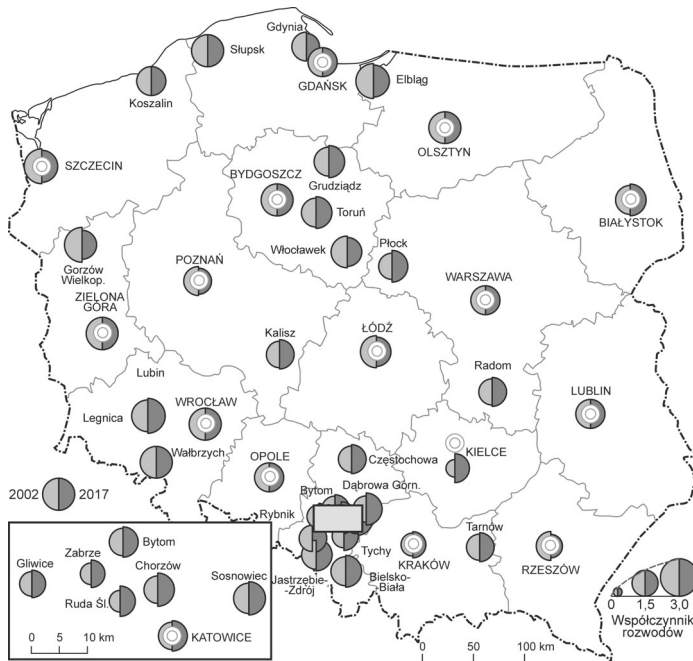 Gdynia
Słupsk
GDAŃSK
Elbląg
Koszalin
OLSZTYN
SZCZECIN
BYDGOSZCZ
Grudziądz
Toruń
BIAŁYSTOK
Włocławek
Płock
Gorzów
Wielkop.
POZNAŃ
WARSZAWA
ZIELONA
GÓRA
Kalisz
ŁÓDŹ
Lubin
Radom
LUBLIN
Legnica
WROCŁAW
Wałbrzych
OPOLE
Częstochowa
KIELCE
2002
2017
Bytom
Dąbrowa Górn.
Rybnik
Tarnów
Tychy
KRAKÓW
RZESZÓW
Jastrzębie-
-Zdrój
Bielsko-
-Biała
Bytom
Gliwice
Zabrze
Chorzów
Sosnowiec
Ruda Śl.
KATOWICE
0 5 10 km
0 50 100 km
0 1,5 3,0
Współczynnik
rozwodów